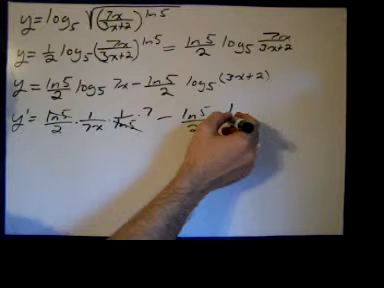 y = log₅ √((7x/(3x+2))^ln5)
y = 1/2 log₅ (7x/(3x+2))^ln5 = ln5/2 log₅ 7x/(3x+2)
y = ln5/2 log₅ 7x − ln5/2 log₅ (3x+2)
y' = ln5/2 · 1/7x · 1/ln5 · 7 − ln5/2